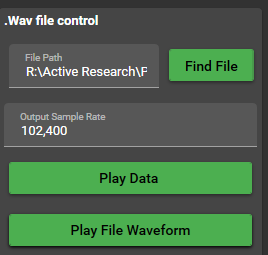 .Wav file control
File Path
R:\Active Research\F
Find File
Output Sample Rate
102,400
Play Data
Play File Waveform